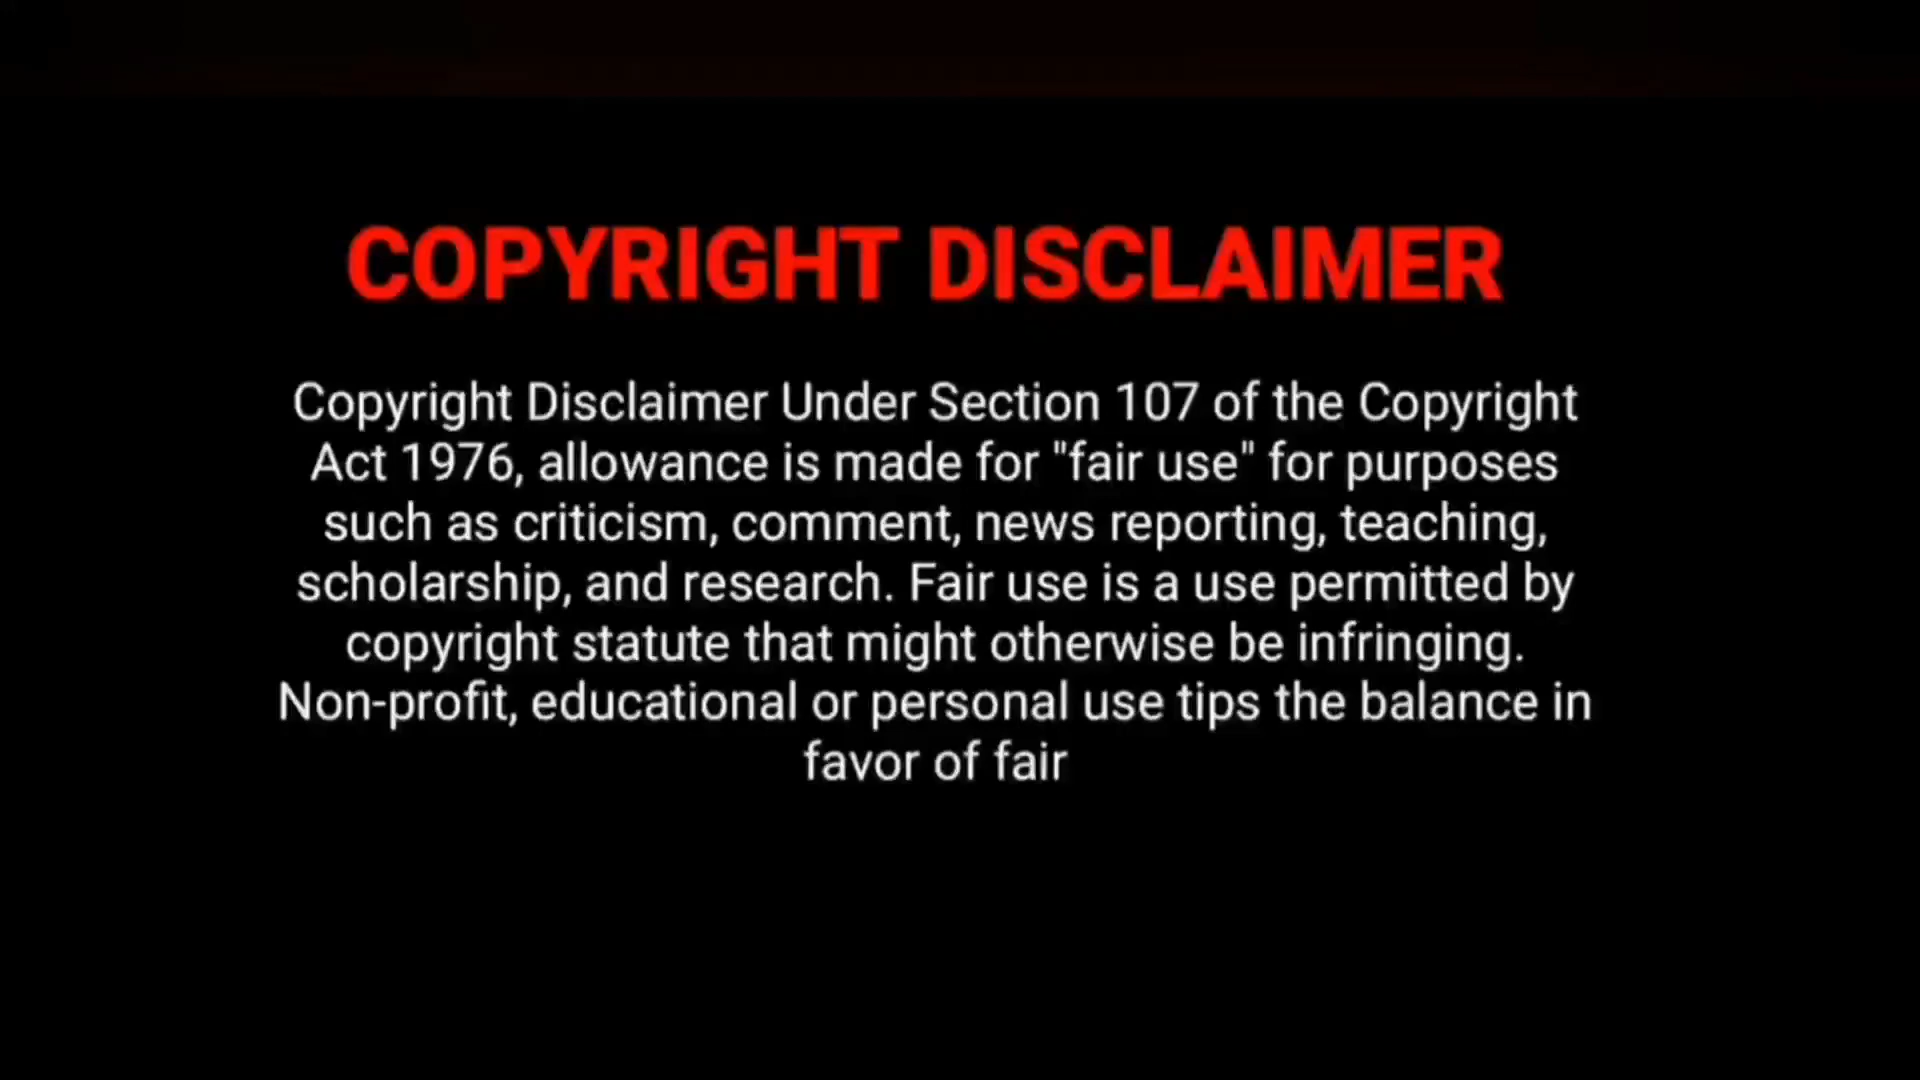 COPYRIGHT DISCLAIMER
Copyright Disclaimer Under Section 107 of the Copyright
Act 1976, allowance is made for "fair use" for purposes
such as criticism, comment, news reporting, teaching,
scholarship, and research. Fair use is a use permitted by
copyright statute that might otherwise be infringing.
Non-profit, educational or personal use tips the balance in
favor of fair